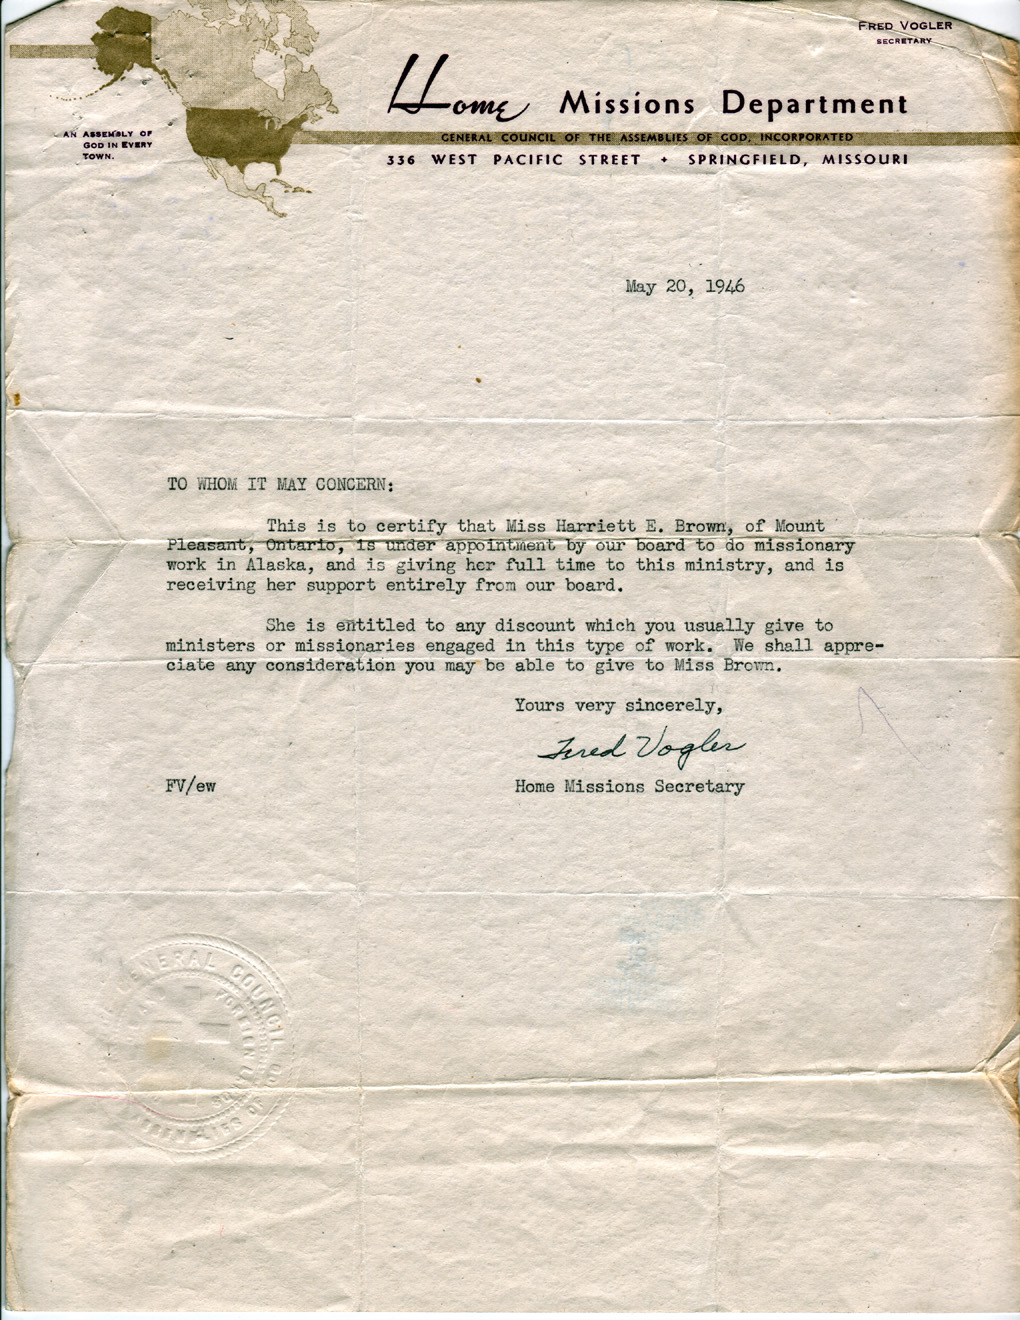 FRED VOGLER
SECRETARY
Home Missions Department
AN ASSEMBLY OF
GOD IN EVERY
TOWN.
GENERAL COUNCIL OF THE ASSEMBLIES OF GOD, INCORPORATED
336 WEST PACIFIC STREET + SPRINGFIELD, MISSOURI
May 20, 1946
TO WHOM IT MAY CONCERN:
This is to certify that Miss Harriett E. Brown, of Mount
Pleasant, Ontario, is under appointment by our board to do missionary
work in Alaska, and is giving her full time to this ministry, and is
receiving her support entirely from our board.
She is entitled to any discount which you usually give to
ministers or missionaries engaged in this type of work. We shall appre-
ciate any consideration you may be able to give to Miss Brown.
Yours very sincerely,
Fred Vogler
FV/ew Home Missions Secretary
GENERAL COUNCIL OF
ASSEMBLIES OF
FOREIGN